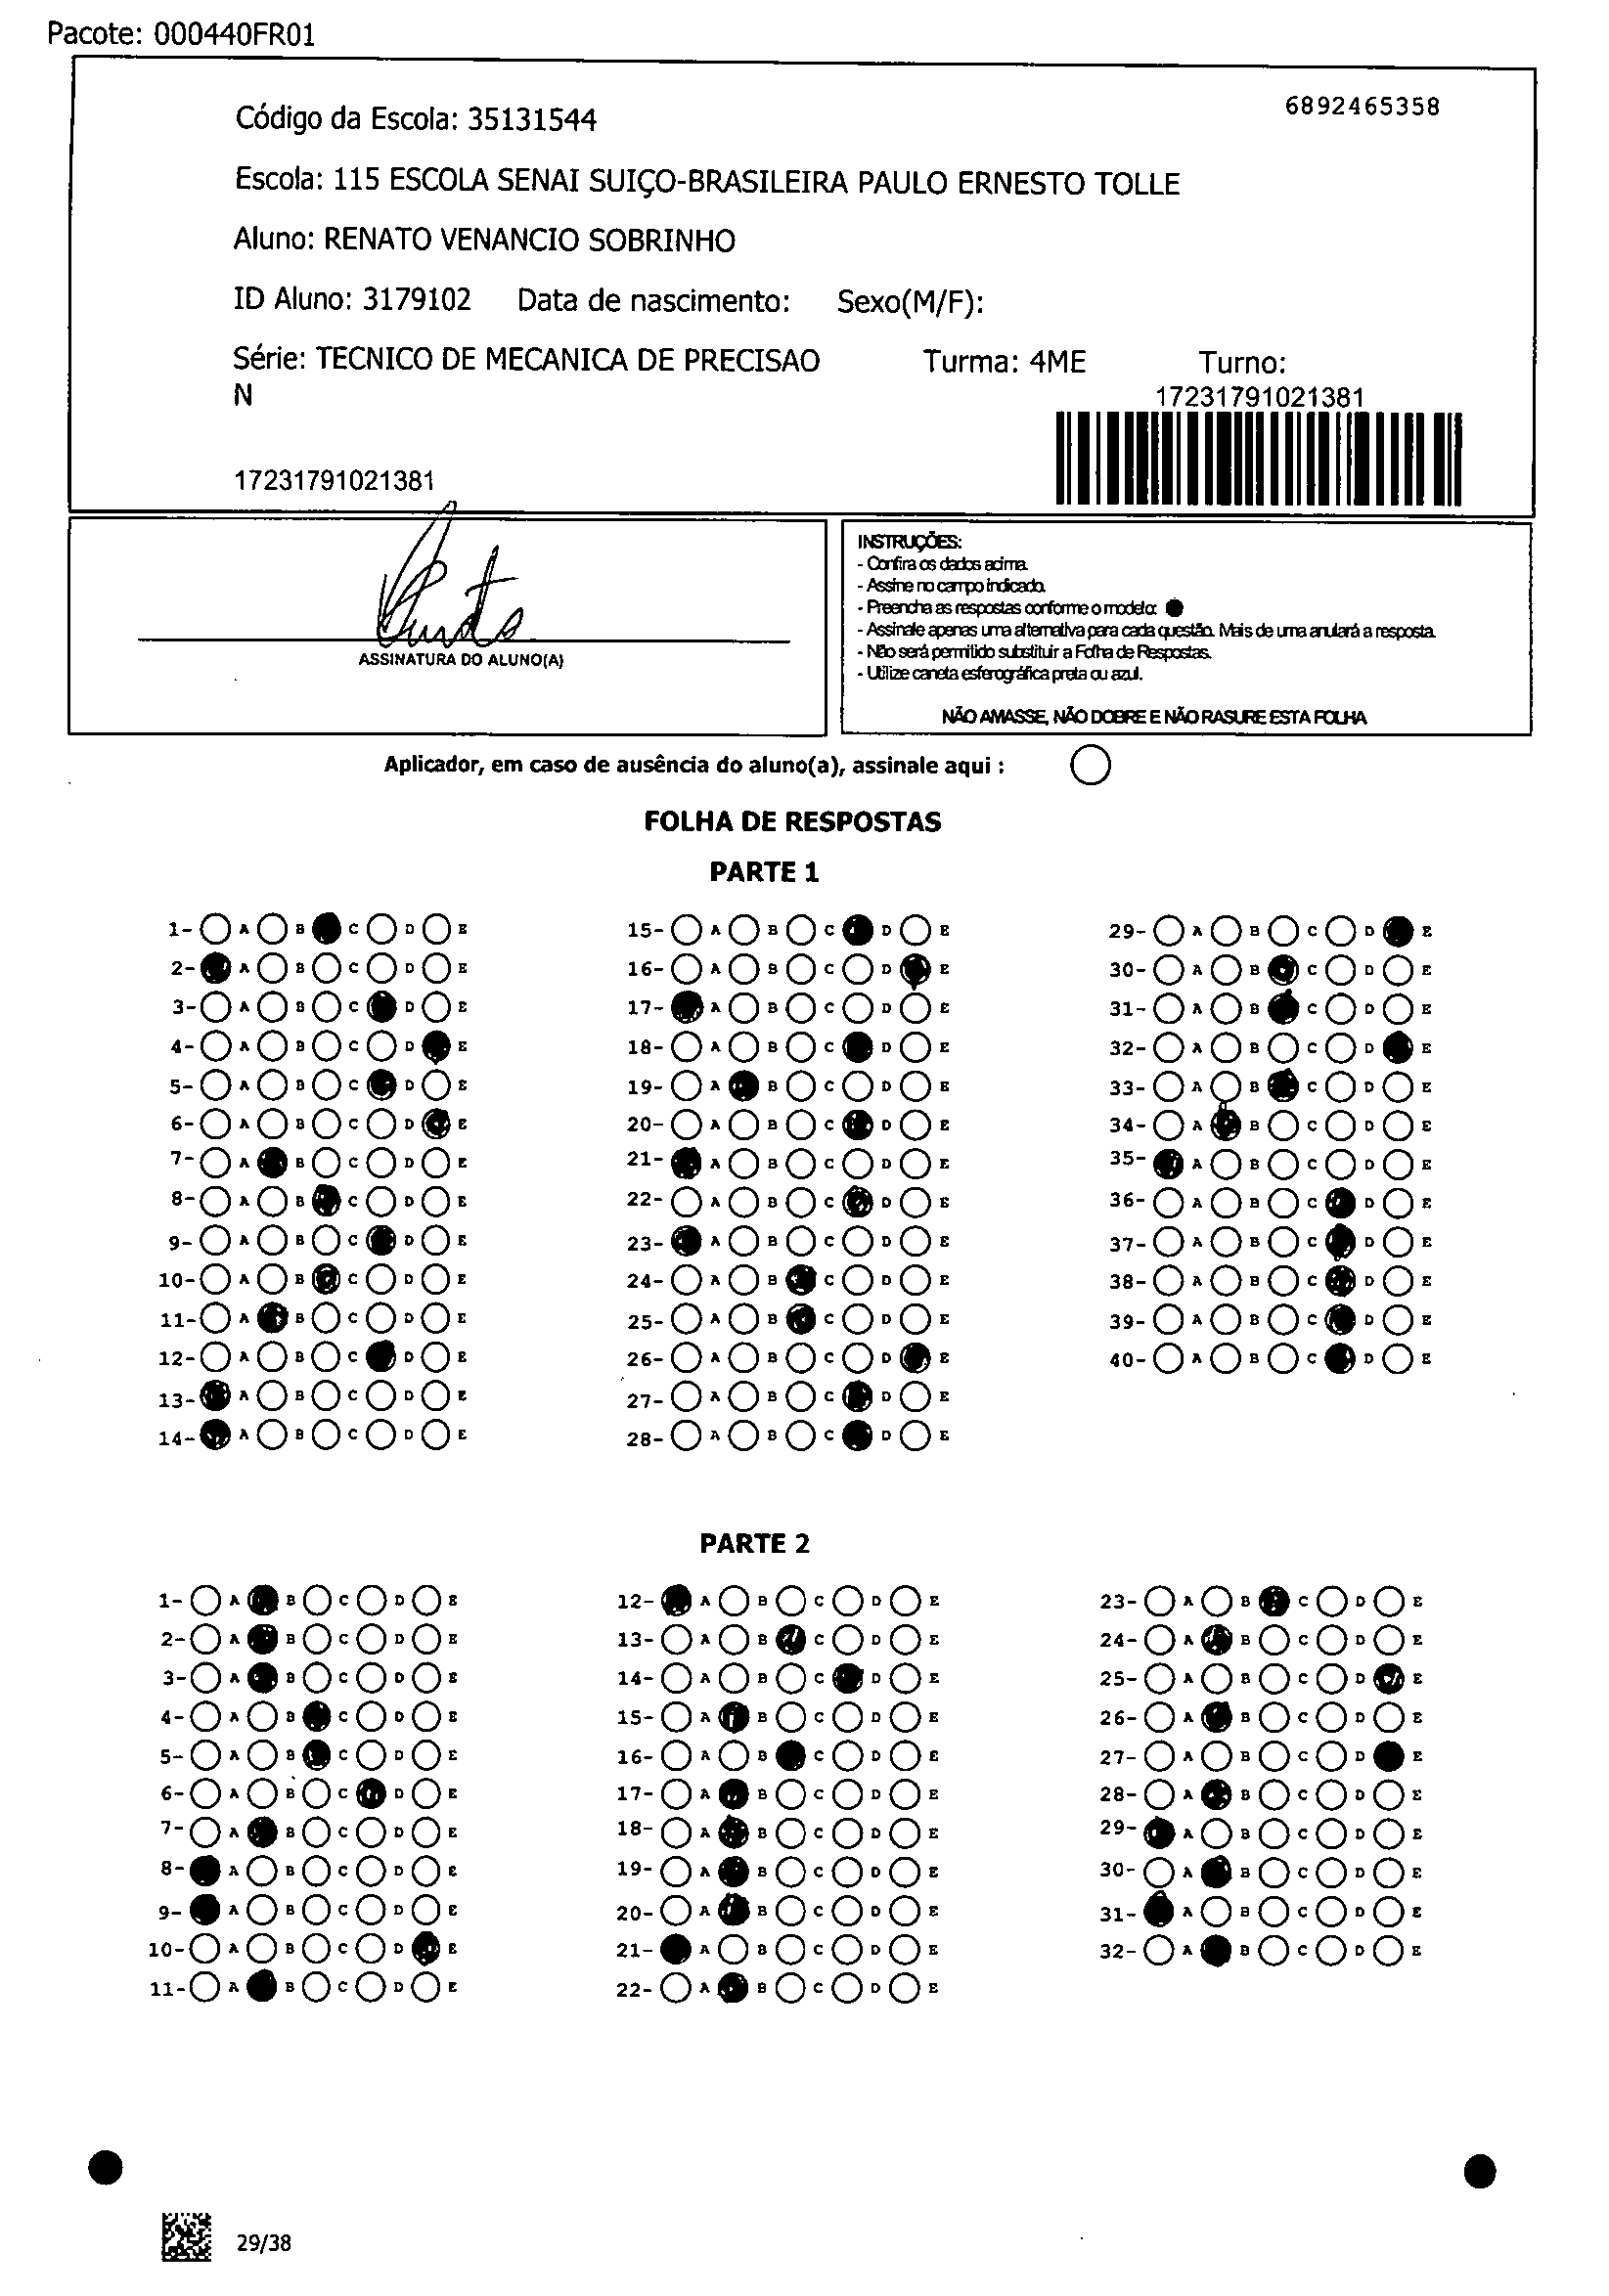 Pacote: 000440FR01
6892465358
Código da Escola: 35131544
Escola: 115 ESCOLA SENAI SUIÇO-BRASILEIRA PAULO ERNESTO TOLLE
Aluno: RENATO VENANCIO SOBRINHO
ID Aluno: 3179102 Data de nascimento: Sexo(M/F):
Série: TECNICO DE MECANICA DE PRECISAO Turma: 4ME Turno:
N
17231791021381
17231791021381
ASSINATURA DO ALUNO(A)
INSTRUÇÕES:
- Confira os dados acima.
- Assine no campo indicado.
- Preencha as respostas conforme o modelo:
- Assinale apenas uma alternativa para cada questão. Mais de uma anulará a resposta.
- Não será permitido substituir a Folha de Respostas.
- Utilize caneta esferográfica preta ou azul.
NÃO AMASSE, NÃO DOBRE E NÃO RASURE ESTA FOLHA
Aplicador, em caso de ausência do aluno(a), assinale aqui :
FOLHA DE RESPOSTAS
PARTE 1
1- A B C D E 15- A B C D E 29- A B C D E
2- A B C D E 16- A B C D E 30- A B C D E
3- A B C D E 17- A B C D E 31- A B C D E
4- A B C D E 18- A B C D E 32- A B C D E
5- A B C D E 19- A B C D E 33- A B C D E
6- A B C D E 20- A B C D E 34- A B C D E
7- A B C D E 21- A B C D E 35- A B C D E
8- A B C D E 22- A B C D E 36- A B C D E
9- A B C D E 23- A B C D E 37- A B C D E
10- A B C D E 24- A B C D E 38- A B C D E
11- A B C D E 25- A B C D E 39- A B C D E
12- A B C D E 26- A B C D E 40- A B C D E
13- A B C D E 27- A B C D E
14- A B C D E 28- A B C D E
PARTE 2
1- A B C D E 12- A B C D E 23- A B C D E
2- A B C D E 13- A B C D E 24- A B C D E
3- A B C D E 14- A B C D E 25- A B C D E
4- A B C D E 15- A B C D E 26- A B C D E
5- A B C D E 16- A B C D E 27- A B C D E
6- A B C D E 17- A B C D E 28- A B C D E
7- A B C D E 18- A B C D E 29- A B C D E
8- A B C D E 19- A B C D E 30- A B C D E
9- A B C D E 20- A B C D E 31- A B C D E
10- A B C D E 21- A B C D E 32- A B C D E
11- A B C D E 22- A B C D E
29/38